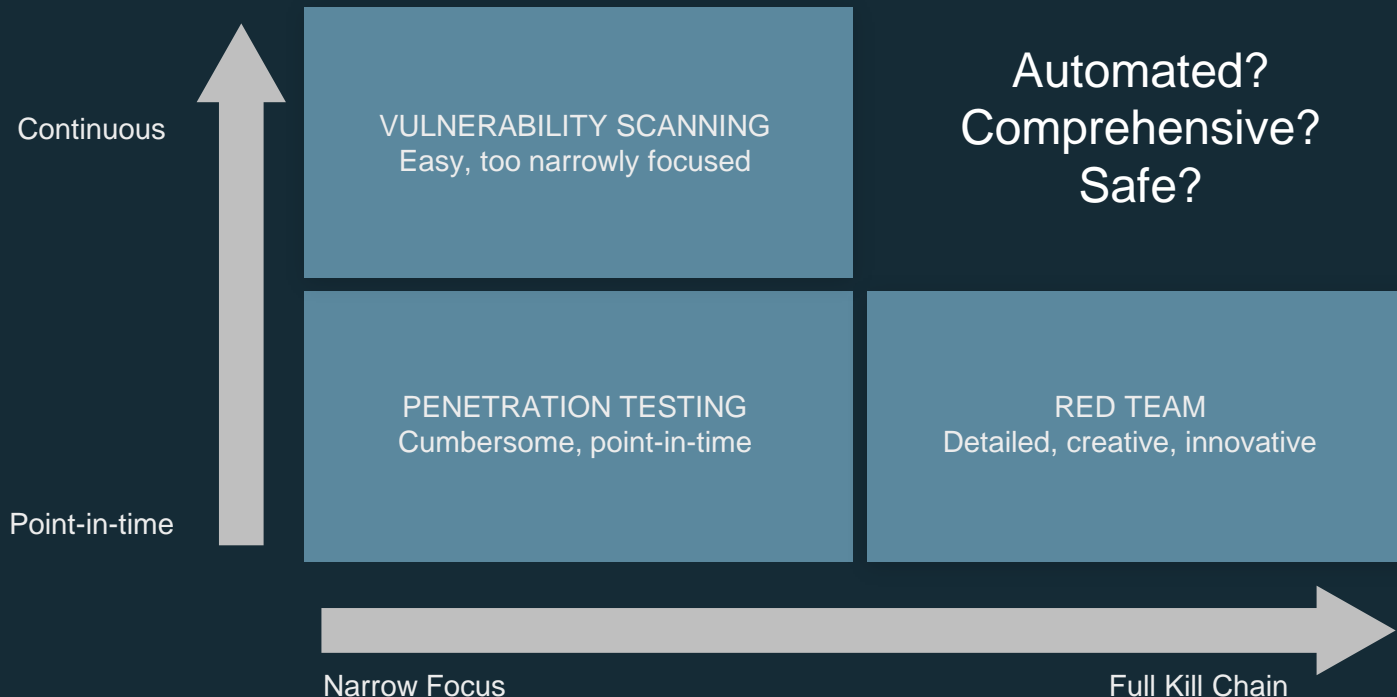 Continuous
VULNERABILITY SCANNING
Easy, too narrowly focused
Automated?
Comprehensive?
Safe?
PENETRATION TESTING
Cumbersome, point-in-time
RED TEAM
Detailed, creative, innovative
Point-in-time
Narrow Focus
Full Kill Chain